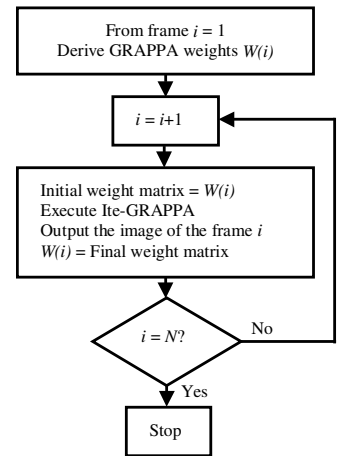 From frame i = 1
Derive GRAPPA weights W(i)
i = i+1
Initial weight matrix = W(i)
Execute Ite-GRAPPA
Output the image of the frame i
W(i) = Final weight matrix
i = N?
No
Yes
Stop